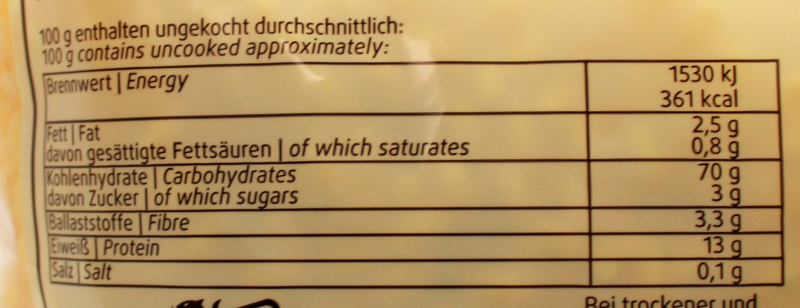 100 g enthalten ungekocht durchschnittlich:
100 g contains uncooked approximately:
Brennwert | Energy 1530 kJ
361 kcal
Fett | Fat 2,5 g
davon gesättigte Fettsäuren | of which saturates 0,8 g
Kohlenhydrate | Carbohydrates 70 g
davon Zucker | of which sugars 3 g
Ballaststoffe | Fibre 3,3 g
Eiweiß | Protein 13 g
Salz | Salt 0,1 g
Bei trockener und